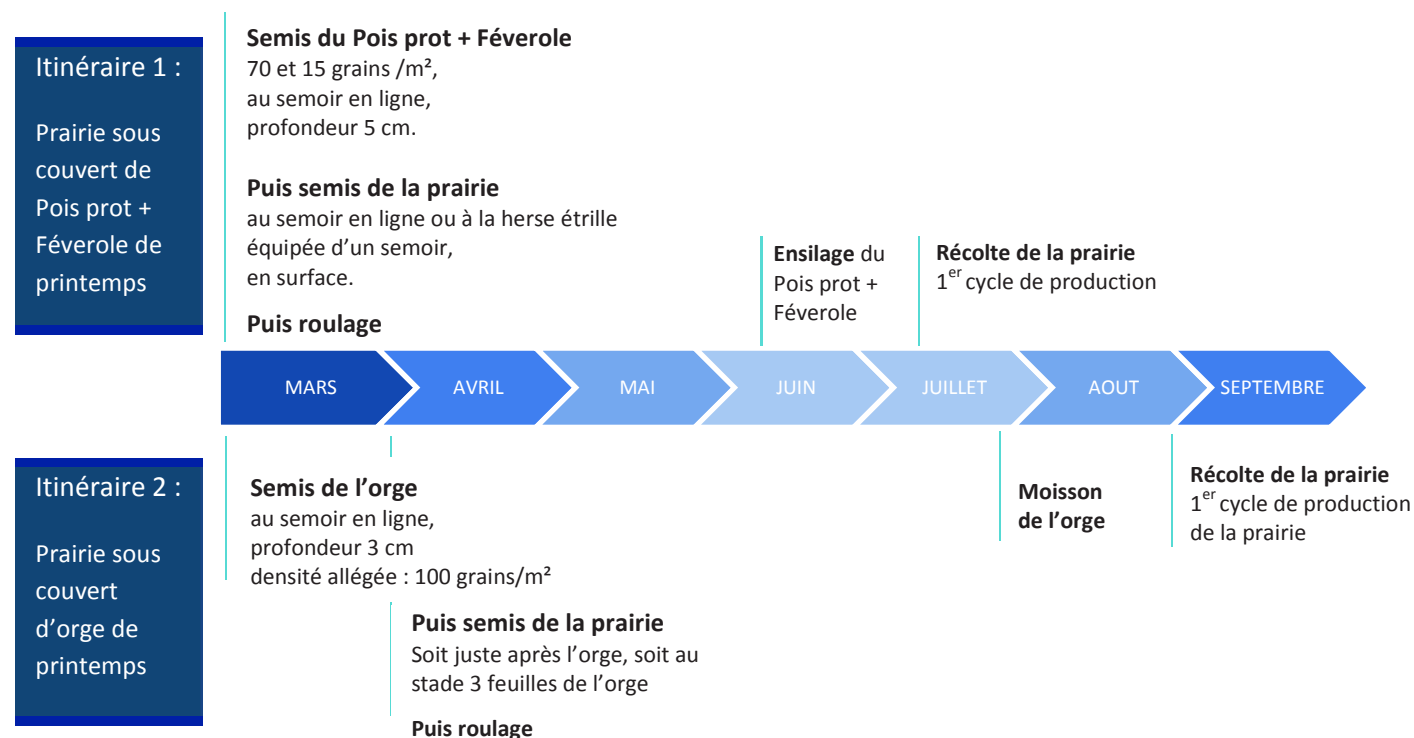 Itinéraire 1 :
Prairie sous
couvert de
Pois prot +
Féverole de
printemps
Semis du Pois prot + Féverole
70 et 15 grains /m²,
au semoir en ligne,
profondeur 5 cm.
Puis semis de la prairie
au semoir en ligne ou à la herse étrille
équipée d’un semoir,
en surface.
Puis roulage
Ensilage du
Pois prot +
Féverole
Récolte de la prairie
1er cycle de production
MARS
AVRIL
MAI
JUIN
JUILLET
AOUT
SEPTEMBRE
Itinéraire 2 :
Prairie sous
couvert
d’orge de
printemps
Semis de l’orge
au semoir en ligne,
profondeur 3 cm
densité allégée : 100 grains/m²
Puis semis de la prairie
Soit juste après l’orge, soit au
stade 3 feuilles de l’orge
Puis roulage
Moisson
de l’orge
Récolte de la prairie
1er cycle de production
de la prairie